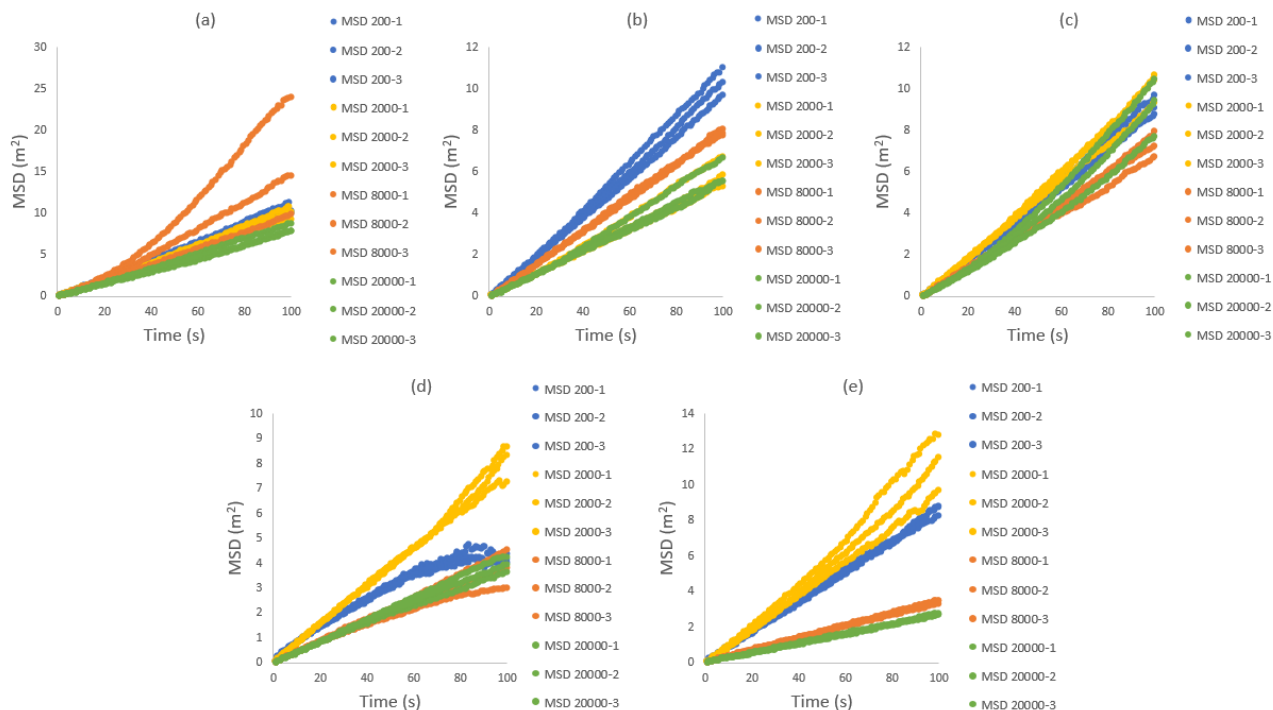 (a)
MSD 200-1
MSD 200-2
MSD 200-3
MSD 2000-1
MSD 2000-2
MSD 2000-3
MSD 8000-1
MSD 8000-2
MSD 8000-3
MSD 20000-1
MSD 20000-2
MSD 20000-3
30
25
20
15
10
5
0
MSD (m²)
0 20 40 60 80 100
Time (s)
(b)
MSD 200-1
MSD 200-2
MSD 200-3
MSD 2000-1
MSD 2000-2
MSD 2000-3
MSD 8000-1
MSD 8000-2
MSD 8000-3
MSD 20000-1
MSD 20000-2
MSD 20000-3
12
10
8
6
4
2
0
MSD (m²)
0 20 40 60 80 100
Time (s)
(c)
MSD 200-1
MSD 200-2
MSD 200-3
MSD 2000-1
MSD 2000-2
MSD 2000-3
MSD 8000-1
MSD 8000-2
MSD 8000-3
MSD 20000-1
MSD 20000-2
MSD 20000-3
12
10
8
6
4
2
0
MSD (m²)
0 20 40 60 80 100
Time (s)
(d)
MSD 200-1
MSD 200-2
MSD 200-3
MSD 2000-1
MSD 2000-2
MSD 2000-3
MSD 8000-1
MSD 8000-2
MSD 8000-3
MSD 20000-1
MSD 20000-2
MSD 20000-3
10
9
8
7
6
5
4
3
2
1
0
MSD (m²)
0 20 40 60 80 100
Time (s)
(e)
MSD 200-1
MSD 200-2
MSD 200-3
MSD 2000-1
MSD 2000-2
MSD 2000-3
MSD 8000-1
MSD 8000-2
MSD 8000-3
MSD 20000-1
MSD 20000-2
MSD 20000-3
14
12
10
8
6
4
2
0
MSD (m²)
0 20 40 60 80 100
Time (s)